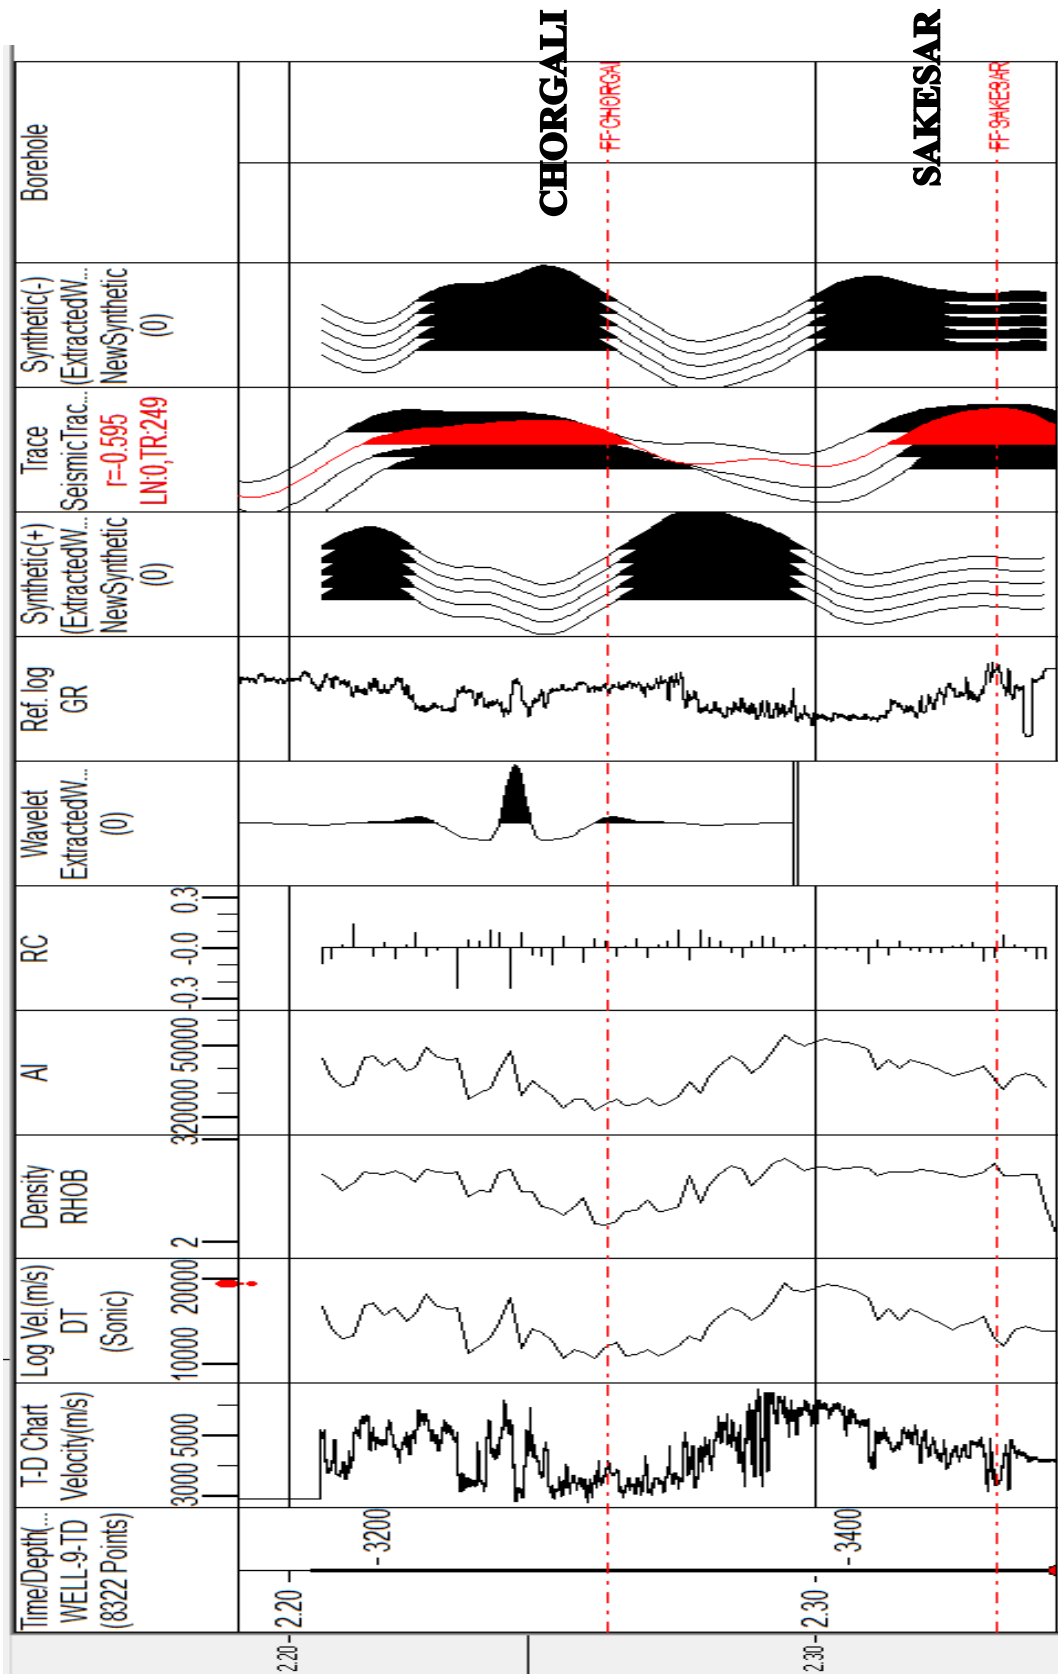 Borehole
CHORGALI
FF-CHORGAI
SAKESAR
FF-SAKESAR
Synthetic(-)
(ExtractedW...
NewSynthetic
(0)
Trace
SeismicTrac...
r=-0.595
LN:0,TR:249
Synthetic(+)
(ExtractedW...
NewSynthetic
(0)
Ref. log
GR
Wavelet
ExtractedW...
(0)
RC
-0.3 -0.0 0.3
AI
320000 50000
Density
RHOB
2
Log Vel.(m/s)
DT
(Sonic)
10000 20000
T-D Chart
Velocity(m/s)
3000 5000
Time/Depth(...
WELL-9-TD
(8322 Points)
3200
3400
2.20
2.30
2.20
2.30